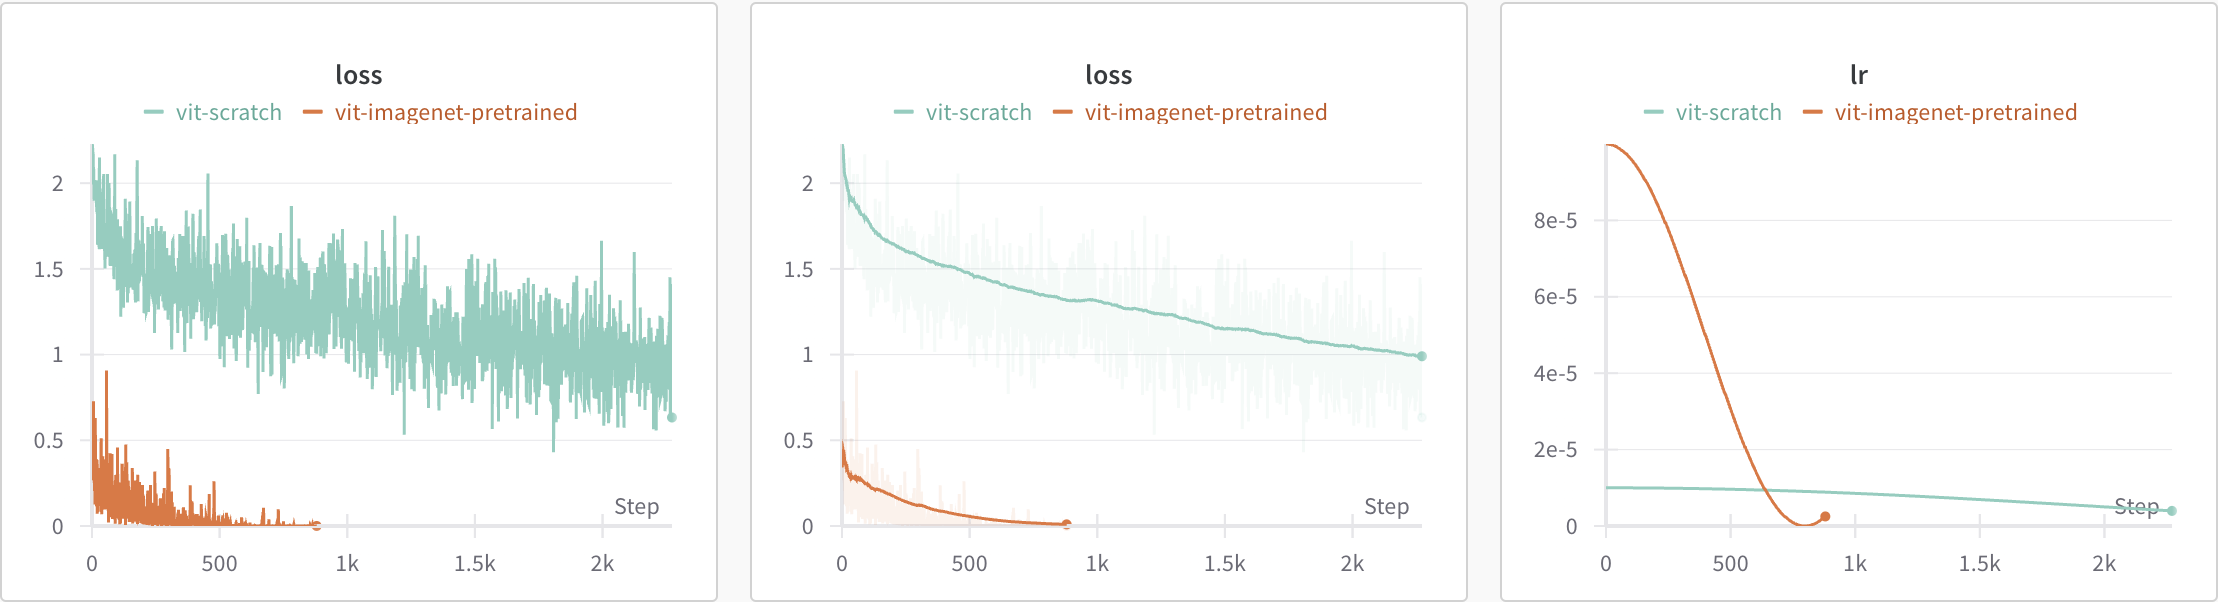 loss
vit-scratch vit-imagenet-pretrained
2
1.5
1
0.5
0
Step
0 500 1k 1.5k 2k
loss
vit-scratch vit-imagenet-pretrained
2
1.5
1
0.5
0
Step
0 500 1k 1.5k 2k
lr
vit-scratch vit-imagenet-pretrained
8e-5
6e-5
4e-5
2e-5
0
Step
0 500 1k 1.5k 2k